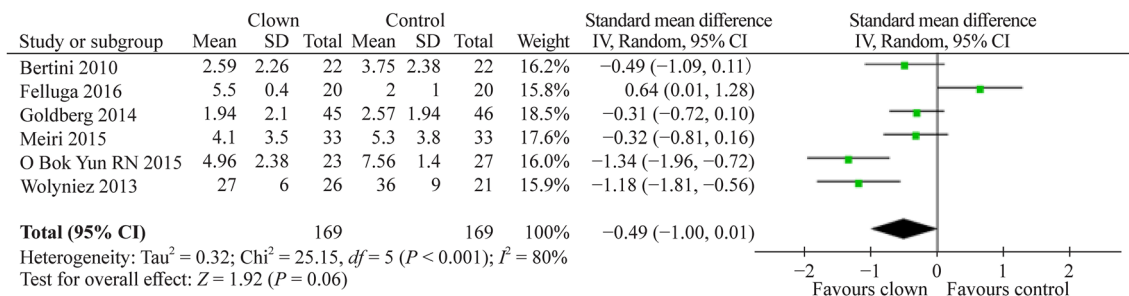 Clown Control Standard mean difference Standard mean difference
Study or subgroup Mean SD Total Mean SD Total Weight IV, Random, 95% CI IV, Random, 95% CI
Bertini 2010 2.59 2.26 22 3.75 2.38 22 16.2% −0.49 (−1.09, 0.11)
Felluga 2016 5.5 0.4 20 2 1 20 15.8% 0.64 (0.01, 1.28)
Goldberg 2014 1.94 2.1 45 2.57 1.94 46 18.5% −0.31 (−0.72, 0.10)
Meiri 2015 4.1 3.5 33 5.3 3.8 33 17.6% −0.32 (−0.81, 0.16)
O Bok Yun RN 2015 4.96 2.38 23 7.56 1.4 27 16.0% −1.34 (−1.96, −0.72)
Wolyniez 2013 27 6 26 36 9 21 15.9% −1.18 (−1.81, −0.56)
Total (95% CI) 169 169 100% −0.49 (−1.00, 0.01)
Heterogeneity: Tau² = 0.32; Chi² = 25.15, df = 5 (P < 0.001); I² = 80%
Test for overall effect: Z = 1.92 (P = 0.06)
−2 −1 0 1 2
Favours clown Favours control